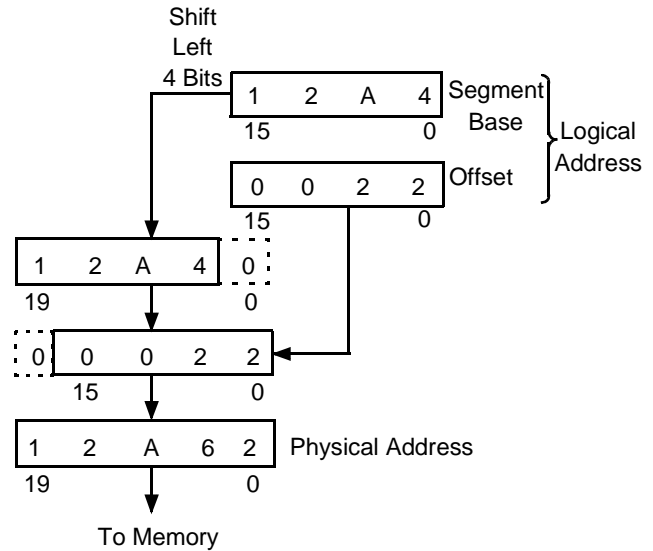 Shift
Left
4 Bits
1 2 A 4
Segment
Base
15 0
Logical
Address
0 0 2 2
Offset
15 0
1 2 A 4 0
19 0
0 0 0 2 2
15 0
1 2 A 6 2
Physical Address
19 0
To Memory